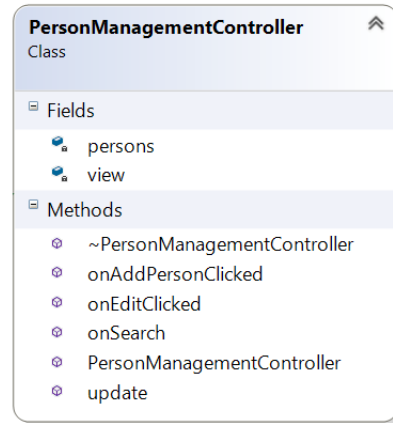 PersonManagementController
Class
Fields
persons
view
Methods
~PersonManagementController
onAddPersonClicked
onEditClicked
onSearch
PersonManagementController
update